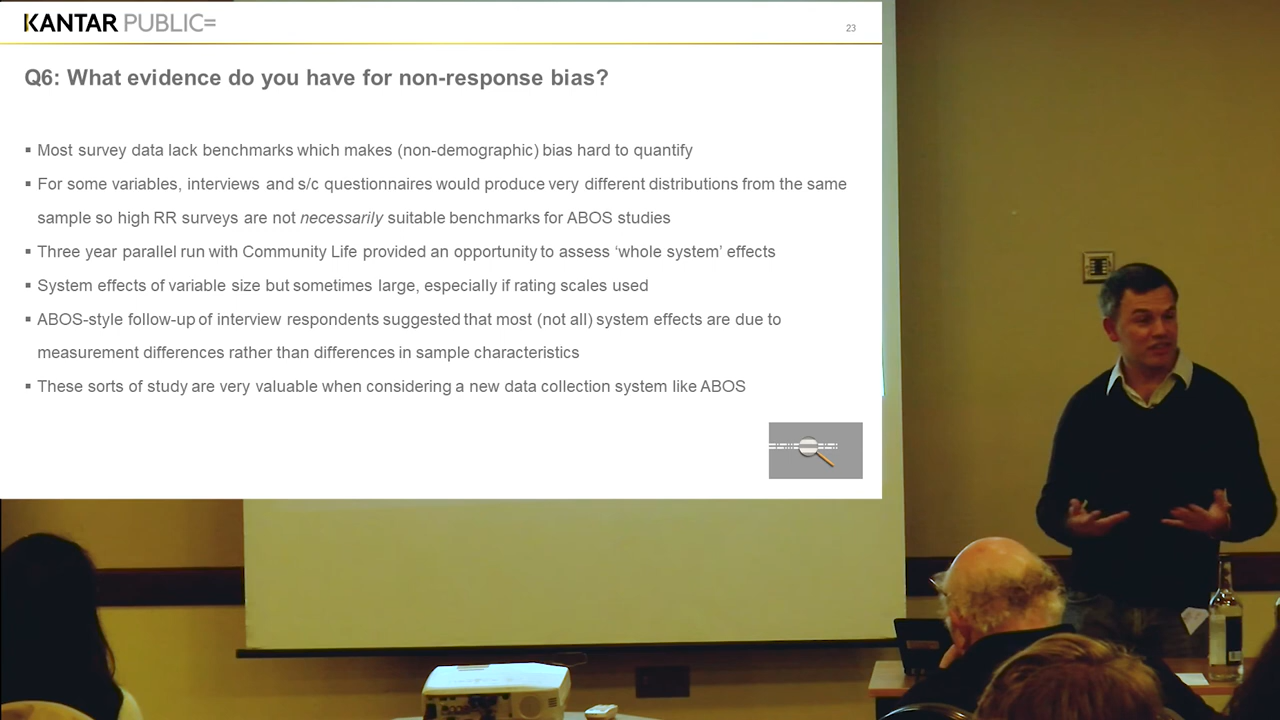 KANTAR PUBLIC=
23
Q6: What evidence do you have for non-response bias?
▪ Most survey data lack benchmarks which makes (non-demographic) bias hard to quantify
▪ For some variables, interviews and s/c questionnaires would produce very different distributions from the same
sample so high RR surveys are not necessarily suitable benchmarks for ABOS studies
▪ Three year parallel run with Community Life provided an opportunity to assess ‘whole system’ effects
▪ System effects of variable size but sometimes large, especially if rating scales used
▪ ABOS-style follow-up of interview respondents suggested that most (not all) system effects are due to
measurement differences rather than differences in sample characteristics
▪ These sorts of study are very valuable when considering a new data collection system like ABOS